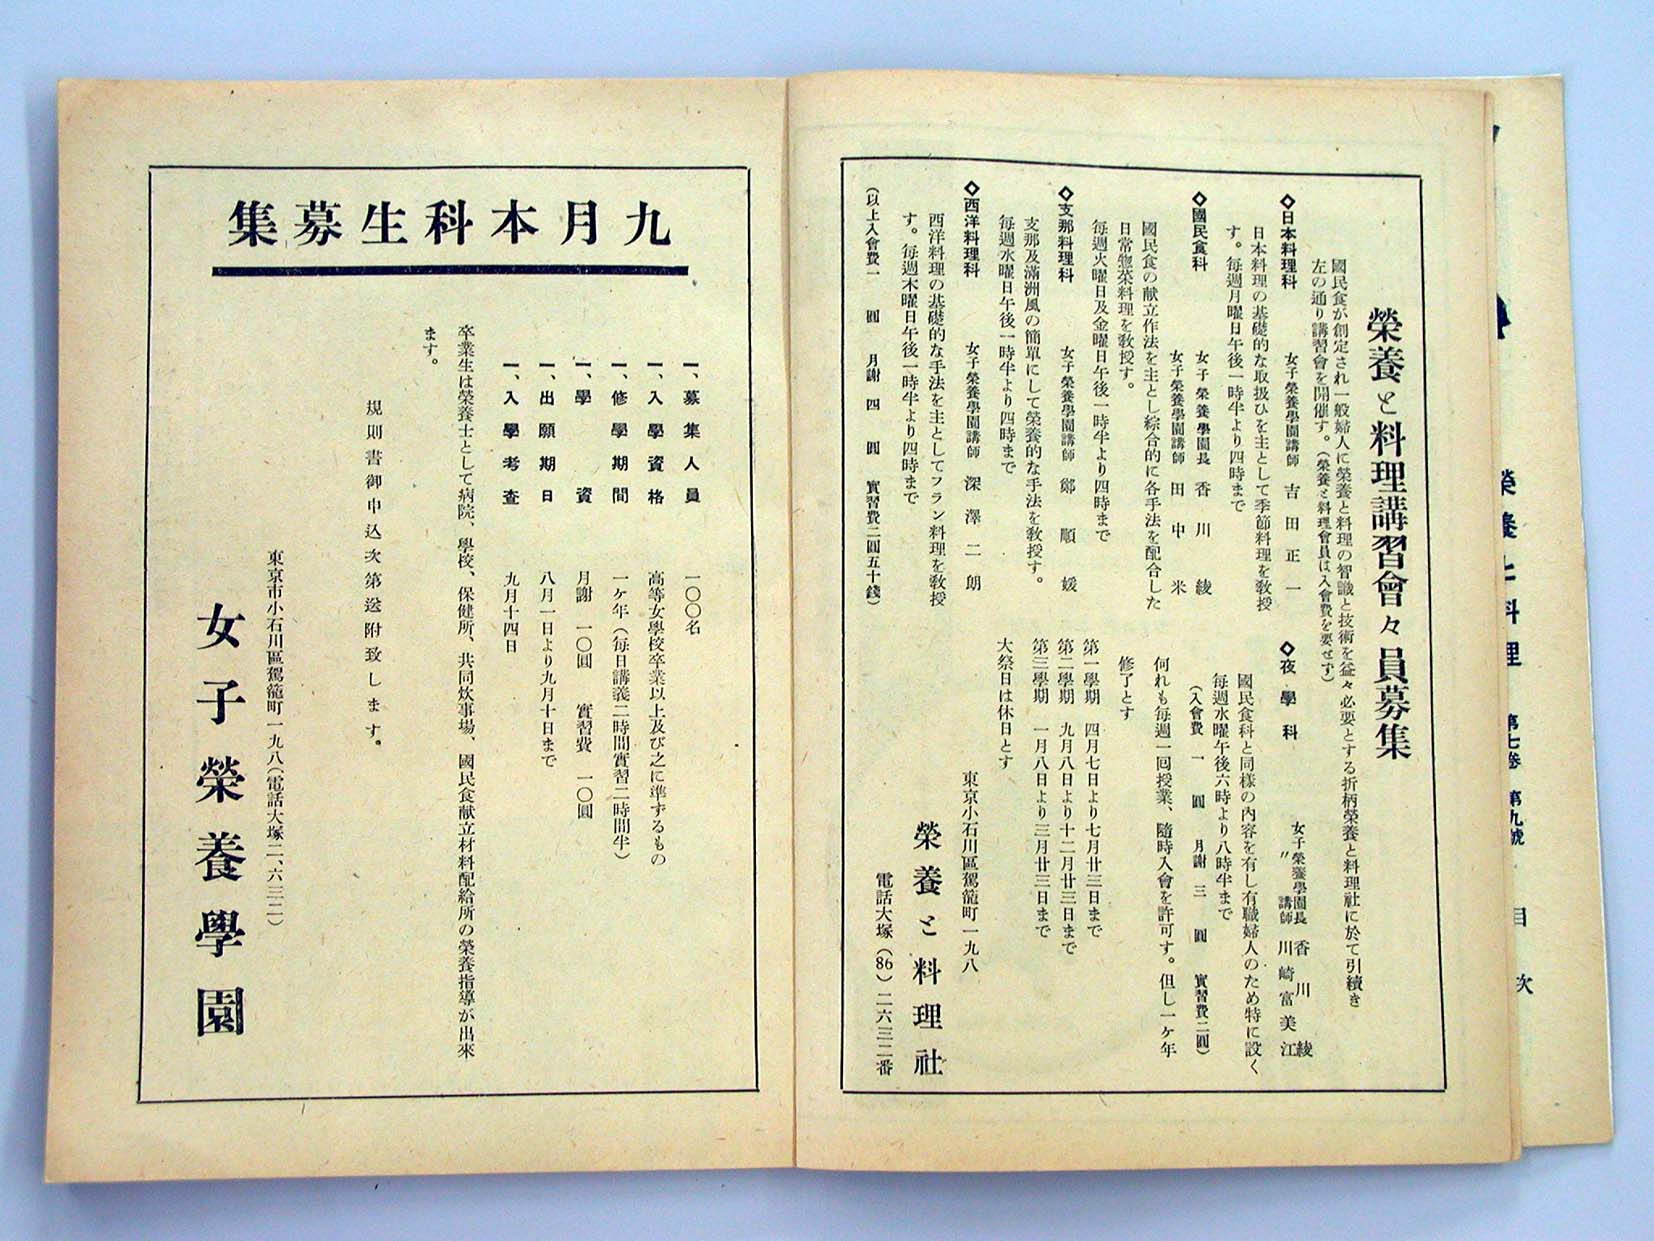 榮養と料理講習會々員募集
國民食が創定され一般婦人に榮養と料理の智識と技術を益々必要とする折柄榮養と料理社に於て引續き
左の通り講習會を開催す。(榮養と料理會員は入會費を要せず)
◇日本料理科 女子榮養學園講師 吉田正一
日本料理の基礎的な取扱ひを主として季節料理を教授
す。毎週月曜日午後一時半より四時まで
◇國民食科 女子榮養學園長 香川綾
女子榮養學園講師 田中米
國民食の献立作法を主とし綜合的に各手法を配合した
日常惣菜料理を教授す。
毎週火曜日及金曜日午後一時半より四時まで
◇支那料理科 女子榮養學園講師 鄭順媛
支那及滿洲風の簡單にして榮養的な手法を教授す。
毎週水曜日午後一時半より四時まで
◇西洋料理科 女子榮養學園講師 深澤二朗
西洋料理の基礎的な手法を主としてフラン料理を教授
す。毎週木曜日午後一時半より四時まで
(以上入會費一圓 月謝四圓 實習費二圓五十錢)
◇夜學科 女子榮養學園長 香川綾
〃 講師 川崎富美江
國民食科と同樣の内容を有し有職婦人のため特に設く
毎週水曜午後六時より八時半まで
(入會費一圓 月謝三圓 實習費二圓)
何れも毎週一回授業、隨時入會を許可す。但し一ヶ年
修了とす
第一學期 四月七日より七月廿三日まで
第二學期 九月八日より十二月廿三日まで
第三學期 一月八日より三月廿三日まで
大祭日は休日とす
東京小石川區駕籠町一九八
榮養と料理社
電話大塚(86)二六三二番
九月本科生募集
一、募集人員 一〇〇名
一、入學資格 高等女學校卒業以上及び之に準ずるもの
一、修學期間 一ヶ年(毎日講義二時間實習二時間半)
一、學資 月謝 一〇圓 實習費 一〇圓
一、出願期日 八月一日より九月十日まで
一、入學考査 九月十四日
卒業生は榮養士として病院、學校、保健所、共同炊事場、國民食献立材料配給所の榮養指導が出來
ます。
規則書御申込次第送附致します。
東京市小石川區駕籠町一九八(電話大塚二、六三二)
女子榮養學園
榮養と料理 第七卷 第九號 目次